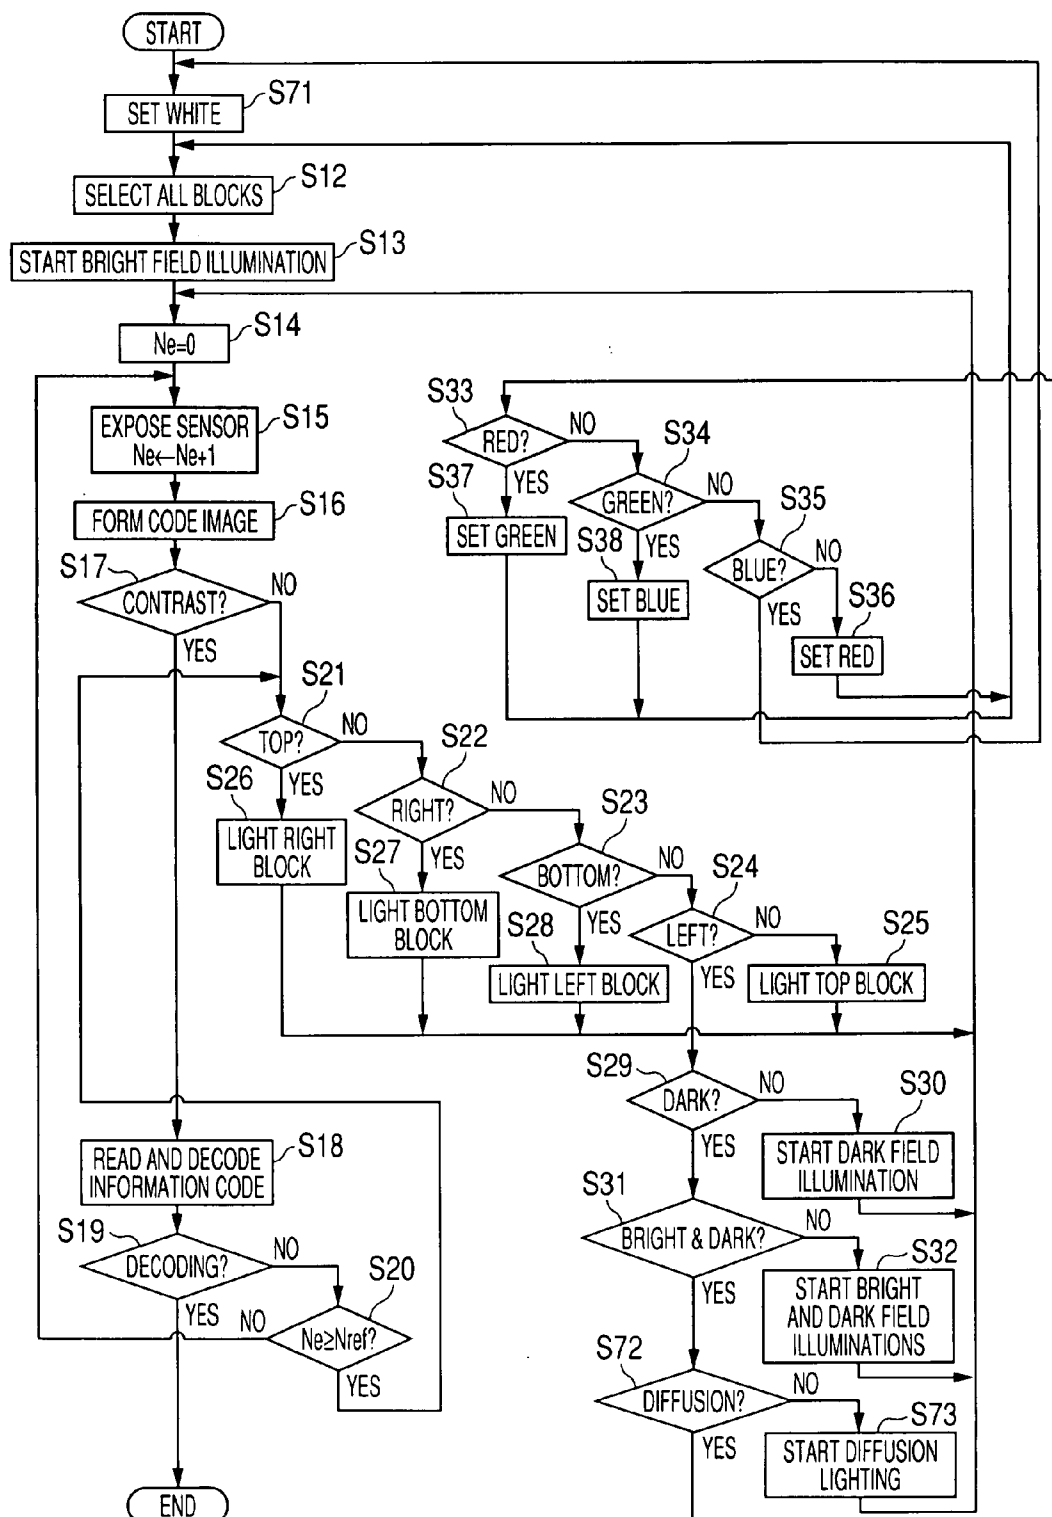 START
S71
SET WHITE
S12
SELECT ALL BLOCKS
S13
START BRIGHT FIELD ILLUMINATION
S14
Ne=0
S15
EXPOSE SENSOR
Ne←Ne+1
S16
FORM CODE IMAGE
S17
CONTRAST?
NO
YES
S33
RED?
NO
YES
S34
GREEN?
NO
YES
S35
BLUE?
NO
YES
S37
SET GREEN
S38
SET BLUE
S36
SET RED
S21
TOP?
NO
YES
S22
RIGHT?
NO
YES
S23
BOTTOM?
NO
YES
S24
LEFT?
NO
YES
S26
LIGHT RIGHT
BLOCK
S27
LIGHT BOTTOM
BLOCK
S28
LIGHT LEFT BLOCK
S25
LIGHT TOP BLOCK
S29
DARK?
NO
YES
S30
START DARK FIELD
ILLUMINATION
S18
READ AND DECODE
INFORMATION CODE
S31
BRIGHT & DARK?
NO
YES
S32
START BRIGHT
AND DARK FIELD
ILLUMINATIONS
S19
DECODING?
NO
YES
S20
Ne≥Nref?
NO
YES
S72
DIFFUSION?
NO
YES
S73
START DIFFUSION
LIGHTING
END